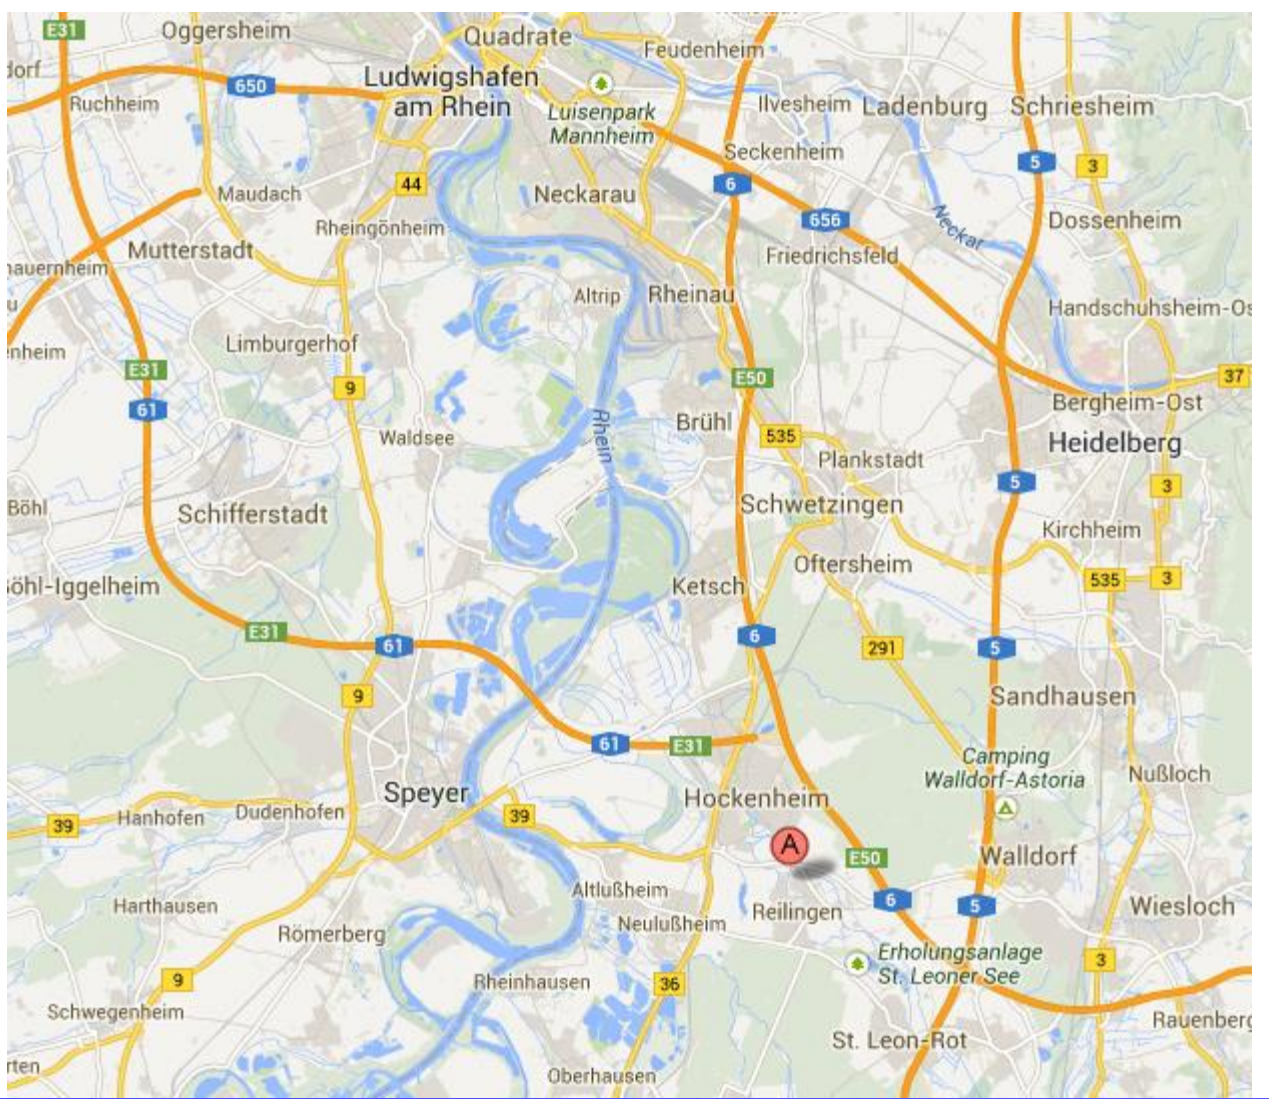 E31
Oggersheim
Quadrate
Feudenheim
650
Ludwigshafen
am Rhein
Ruchheim
Luisenpark
Mannheim
Ilvesheim
Ladenburg
Schriesheim
Seckenheim
5
3
44
6
Maudach
Neckarau
656
Neckar
Dossenheim
Rheingönheim
Mutterstadt
Friedrichsfeld
nauernheim
Altrip
Rheinau
Handschuhsheim-Os
Limburgerhof
enheim
E31
9
E50
37
61
Rhein
Brühl
Bergheim-Ost
Waldsee
535
Heidelberg
Plankstadt
5
3
Böhl
Schifferstadt
Schwetzingen
Kirchheim
öhl-Iggelheim
Ketsch
Oftersheim
535
3
E31
61
6
291
5
9
Sandhausen
61
E31
Camping
Walldorf-Astoria
Nußloch
Speyer
Hockenheim
39
Hanhofen
Dudenhofen
39
A
E50
Walldorf
Altlußheim
6
5
Harthausen
Neulußheim
Reilingen
Wiesloch
Römerberg
Erholungsanlage
St. Leoner See
3
9
Rheinhausen
36
Schwegenheim
Rauenberg
St. Leon-Rot
rten
Oberhausen